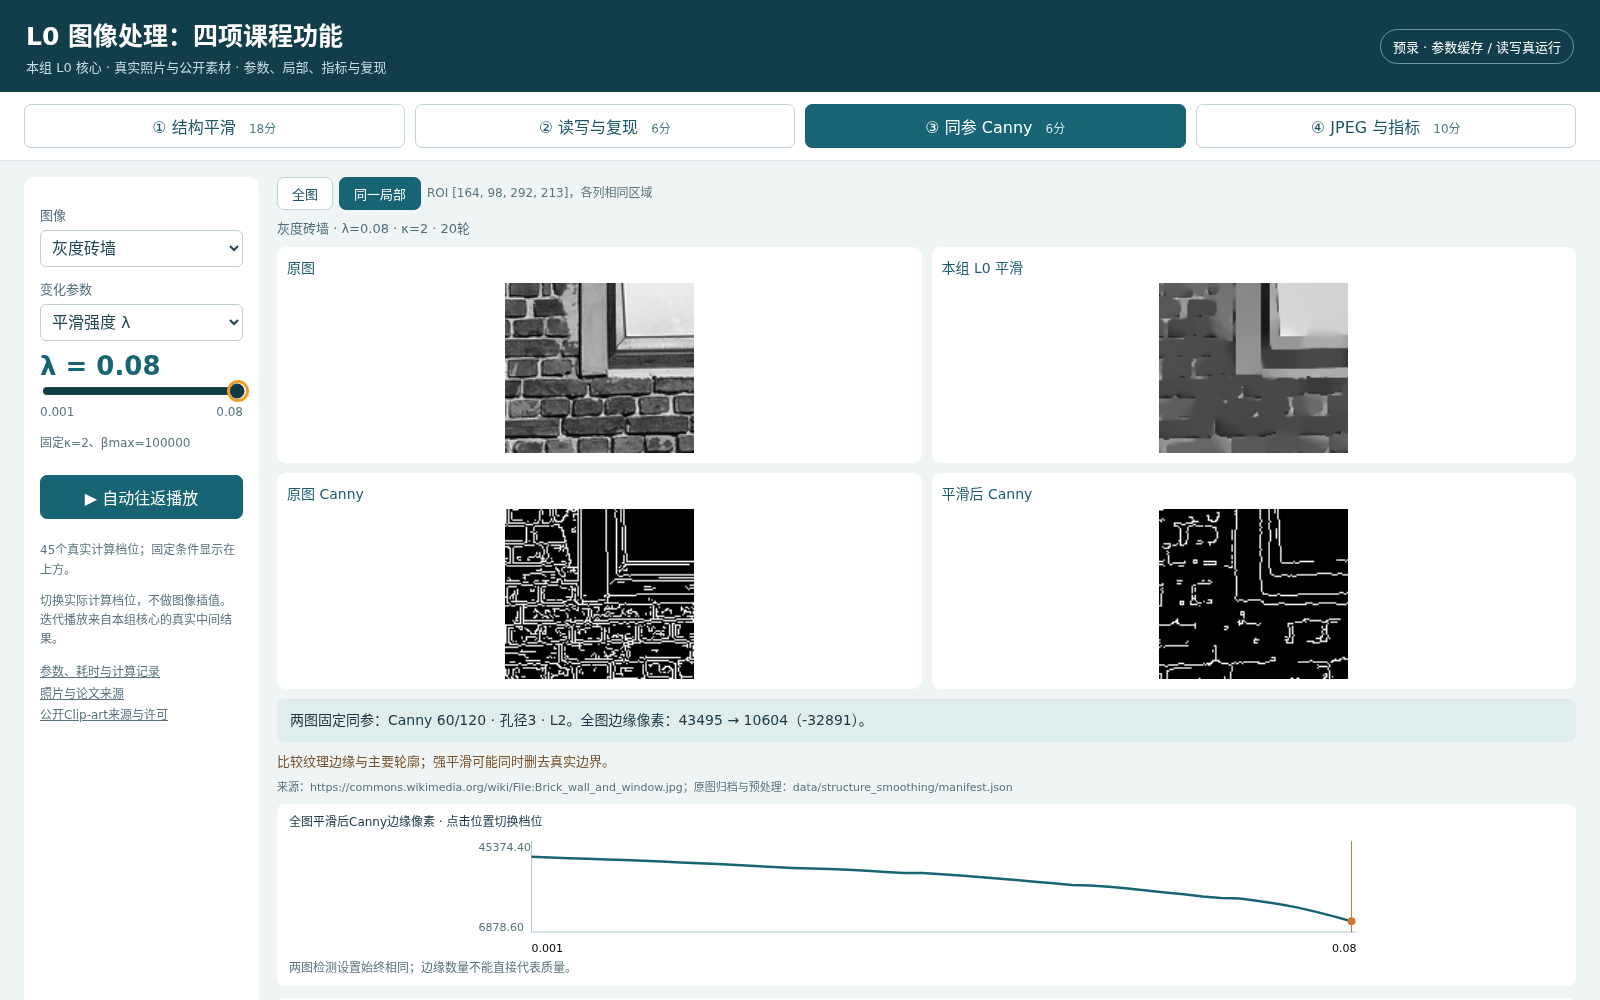 L0 图像处理：四项课程功能
本组 L0 核心 · 真实照片与公开素材 · 参数、局部、指标与复现
预录 · 参数缓存 / 读写真运行
① 结构平滑 18分
② 读写与复现 6分
③ 同参 Canny 6分
④ JPEG 与指标 10分
图像
灰度砖墙
变化参数
平滑强度 λ
λ = 0.08
0.001 0.08
固定κ=2、βmax=100000
▶ 自动往返播放
45个真实计算档位；固定条件显示在
上方。
切换实际计算档位，不做图像插值。
迭代播放来自本组核心的真实中间结
果。
参数、耗时与计算记录
照片与论文来源
公开Clip-art来源与许可
全图 同一局部 ROI [164, 98, 292, 213]，各列相同区域
灰度砖墙 · λ=0.08 · κ=2 · 20轮
原图
本组 L0 平滑
原图 Canny
平滑后 Canny
两图固定同参：Canny 60/120 · 孔径3 · L2。全图边缘像素：43495 → 10604（-32891）。
比较纹理边缘与主要轮廓；强平滑可能同时删去真实边界。
来源：https://commons.wikimedia.org/wiki/File:Brick_wall_and_window.jpg；原图归档与预处理：data/structure_smoothing/manifest.json
全图平滑后Canny边缘像素 · 点击位置切换档位
45374.40
6878.60
0.001 0.08
两图检测设置始终相同；边缘数量不能直接代表质量。